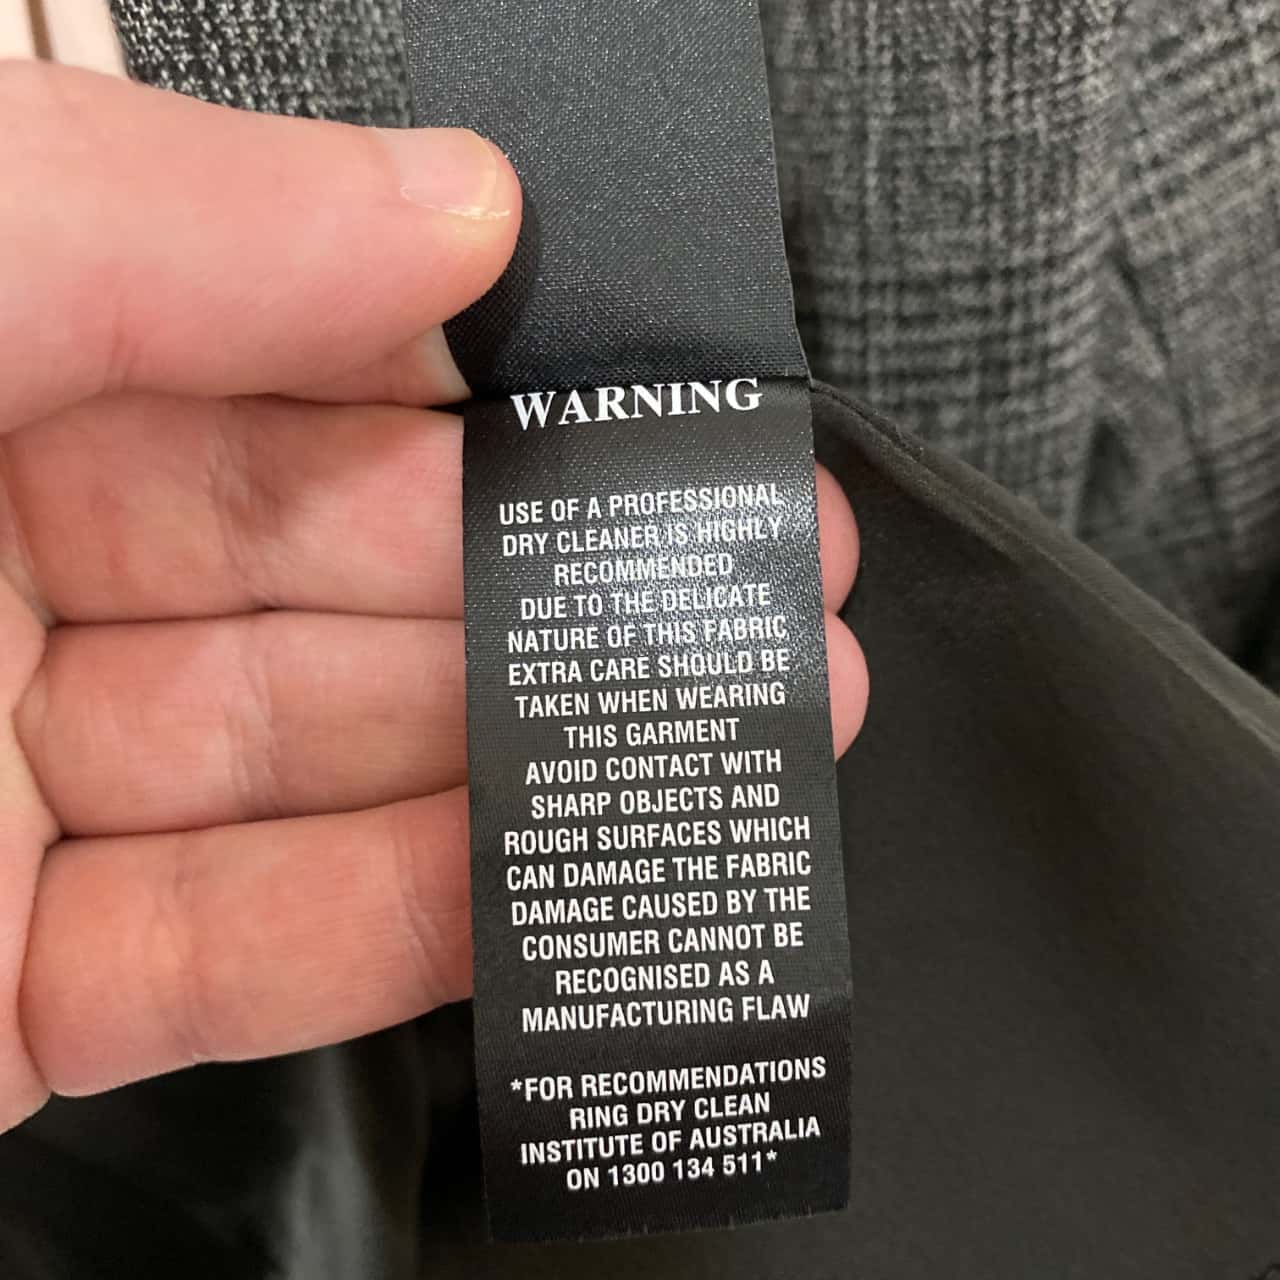 WARNING
USE OF A PROFESSIONAL
DRY CLEANER IS HIGHLY
RECOMMENDED
DUE TO THE DELICATE
NATURE OF THIS FABRIC
EXTRA CARE SHOULD BE
TAKEN WHEN WEARING
THIS GARMENT
AVOID CONTACT WITH
SHARP OBJECTS AND
ROUGH SURFACES WHICH
CAN DAMAGE THE FABRIC
DAMAGE CAUSED BY THE
CONSUMER CANNOT BE
RECOGNISED AS A
MANUFACTURING FLAW
*FOR RECOMMENDATIONS
RING DRY CLEAN
INSTITUTE OF AUSTRALIA
ON 1300 134 511*